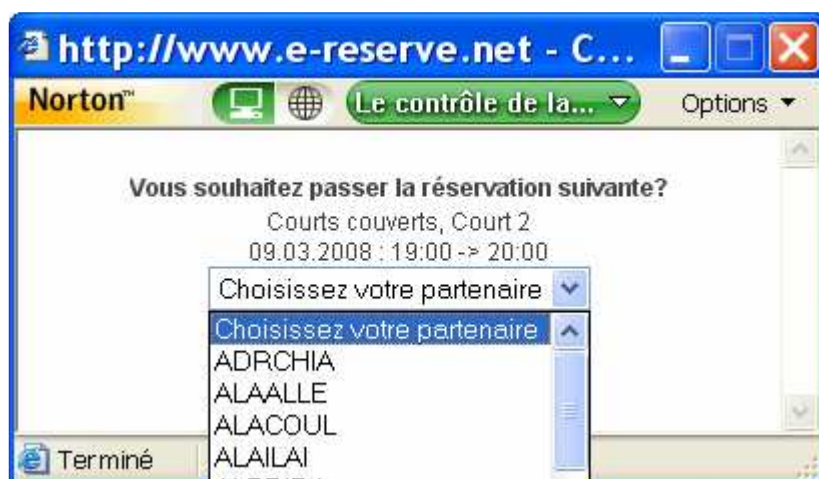 http://www.e-reserve.net - C...
Norton™ Le contrôle de la... Options
Vous souhaitez passer la réservation suivante?
Courts couverts, Court 2
09.03.2008 : 19:00 -> 20:00
Choisissez votre partenaire
Choisissez votre partenaire
ADRCHIA
ALAALLE
ALACOUL
ALAILAI
Terminé